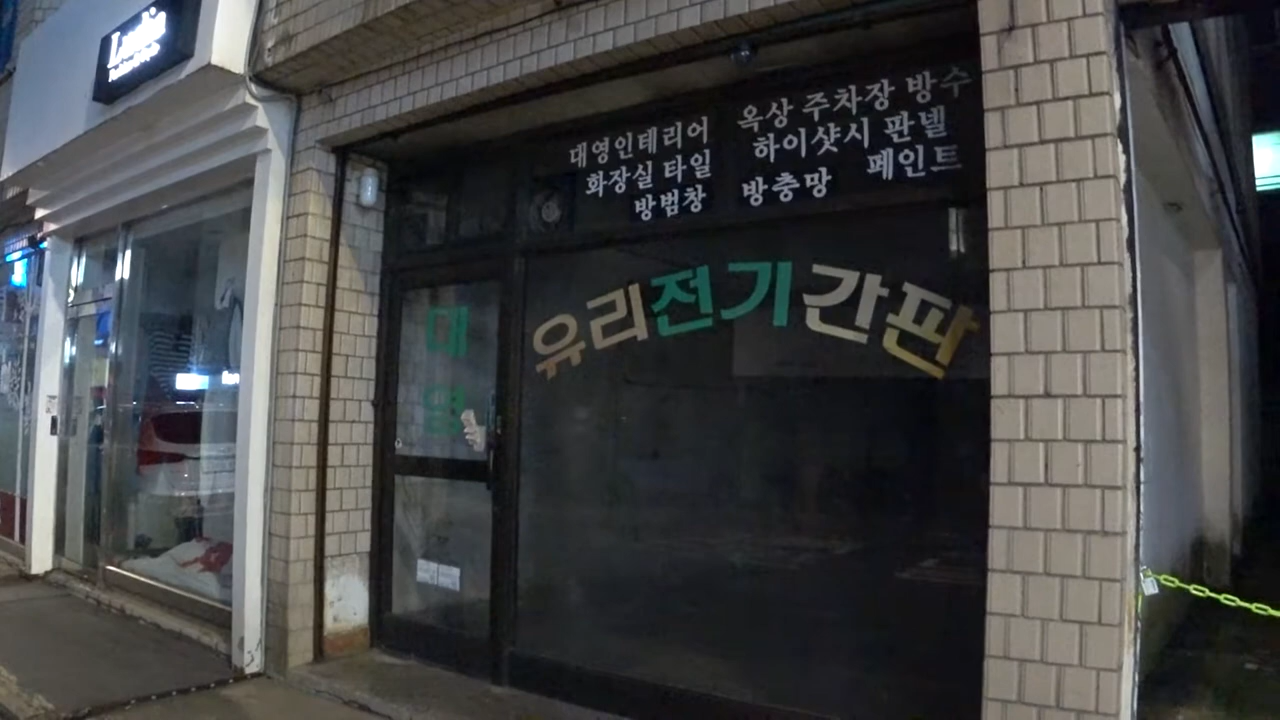 대영인테리어 옥상 주차장 방수
화장실 타일 하이샷시 판넬
방범창 방충망 페인트
유리전기간판
대
영